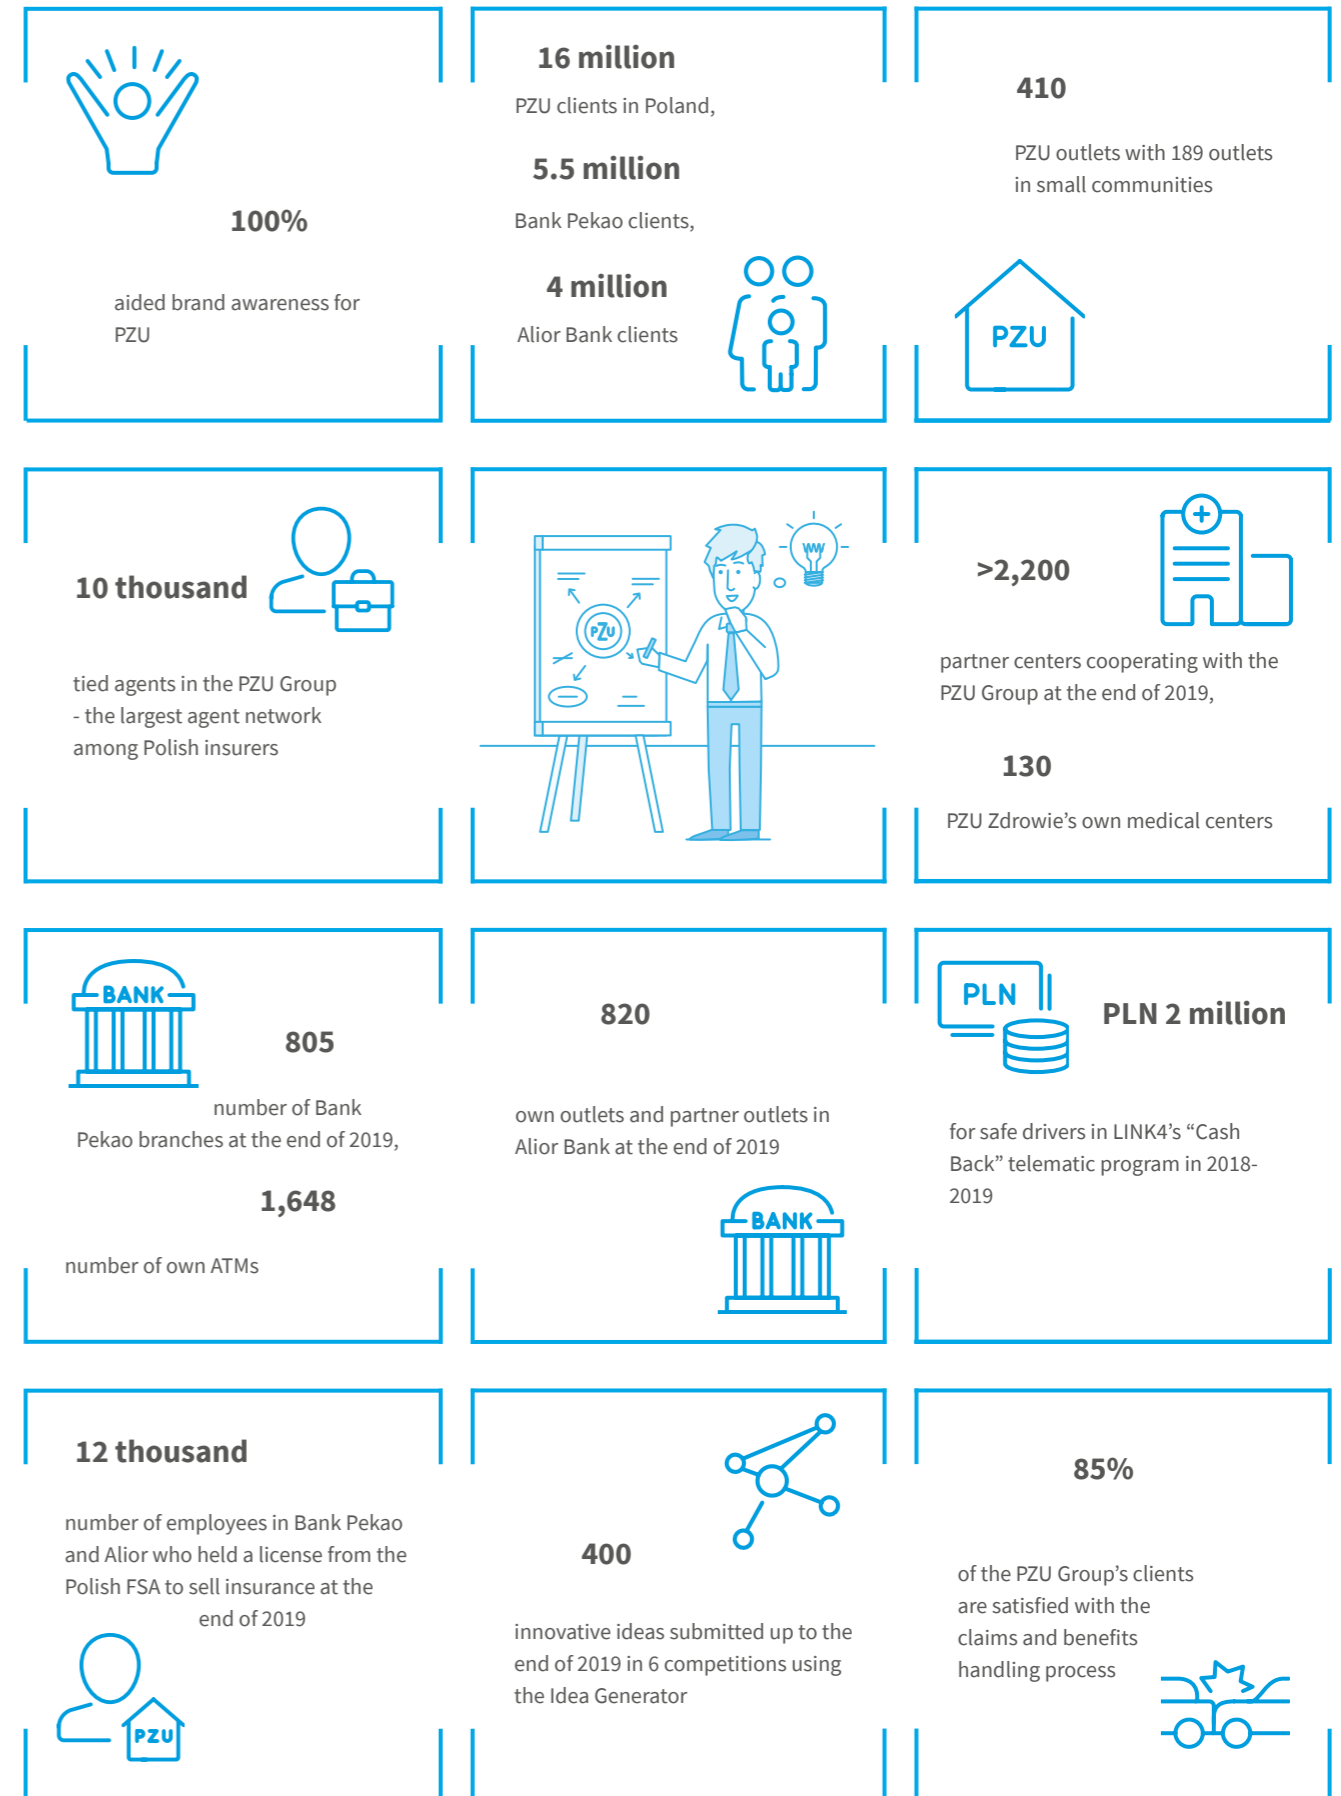 100%
aided brand awareness for
PZU
16 million
PZU clients in Poland,
5.5 million
Bank Pekao clients,
4 million
Alior Bank clients
410
PZU outlets with 189 outlets
in small communities
PZU
10 thousand
tied agents in the PZU Group
- the largest agent network
among Polish insurers
PZU
>2,200
partner centers cooperating with the
PZU Group at the end of 2019,
130
PZU Zdrowie’s own medical centers
BANK
805
number of Bank
Pekao branches at the end of 2019,
1,648
number of own ATMs
820
own outlets and partner outlets in
Alior Bank at the end of 2019
BANK
PLN
PLN 2 million
for safe drivers in LINK4’s “Cash
Back” telematic program in 2018-
2019
12 thousand
number of employees in Bank Pekao
and Alior who held a license from the
Polish FSA to sell insurance at the
end of 2019
PZU
400
innovative ideas submitted up to the
end of 2019 in 6 competitions using
the Idea Generator
85%
of the PZU Group’s clients
are satisfied with the
claims and benefits
handling process